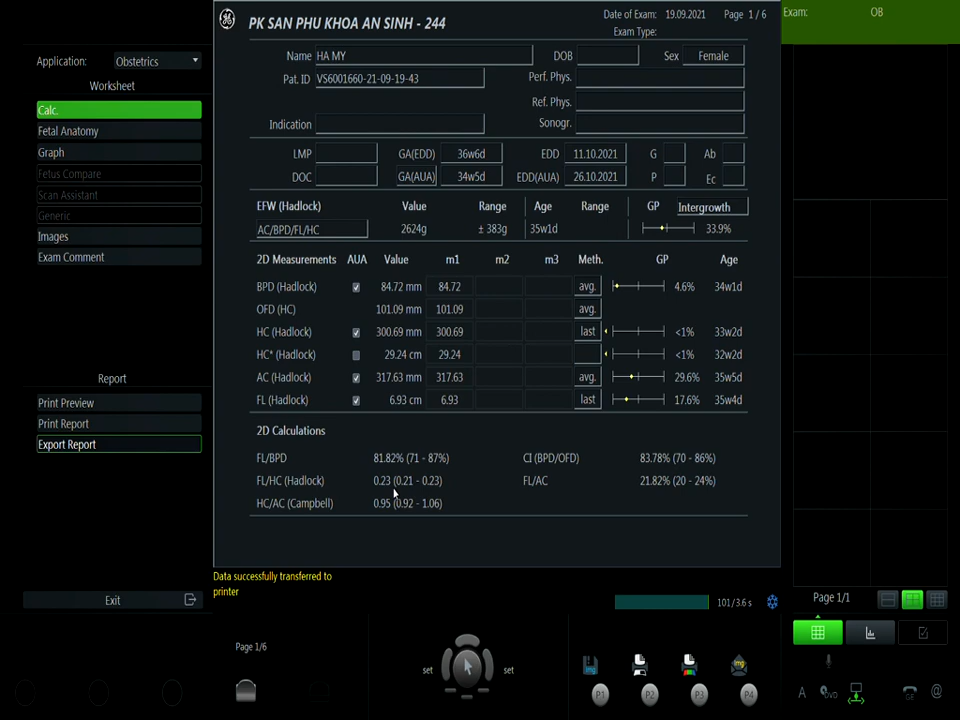 PK SAN PHU KHOA AN SINH - 244
Date of Exam: 19.09.2021 Page 1 / 6
Exam Type:
Exam: OB
Application: Obstetrics
Worksheet
Calc.
Fetal Anatomy
Graph
Fetus Compare
Scan Assistant
Generic
Images
Exam Comment
Report
Print Preview
Print Report
Export Report
Exit
Name HA MY DOB Sex Female
Pat. ID VS6001660-21-09-19-43 Perf. Phys.
Ref. Phys.
Indication Sonogr.
LMP GA(EDD) 36w6d EDD 11.10.2021 G Ab
DOC GA(AUA) 34w5d EDD(AUA) 26.10.2021 P Ec
EFW (Hadlock) Value Range Age Range GP Intergrowth
AC/BPD/FL/HC 2624g ± 383g 35w1d 33.9%
2D Measurements AUA Value m1 m2 m3 Meth. GP Age
BPD (Hadlock) 84.72 mm 84.72 avg. 4.6% 34w1d
OFD (HC) 101.09 mm 101.09 avg.
HC (Hadlock) 300.69 mm 300.69 last <1% 33w2d
HC* (Hadlock) 29.24 cm 29.24 <1% 32w2d
AC (Hadlock) 317.63 mm 317.63 avg. 29.6% 35w5d
FL (Hadlock) 6.93 cm 6.93 last 17.6% 35w4d
2D Calculations
FL/BPD 81.82% (71 - 87%) CI (BPD/OFD) 83.78% (70 - 86%)
FL/HC (Hadlock) 0.23 (0.21 - 0.23) FL/AC 21.82% (20 - 24%)
HC/AC (Campbell) 0.95 (0.92 - 1.06)
Data successfully transferred to
printer
101/3.6 s
Page 1/1
Page 1/6
set set
P1 P2 P3 P4
A DVD @